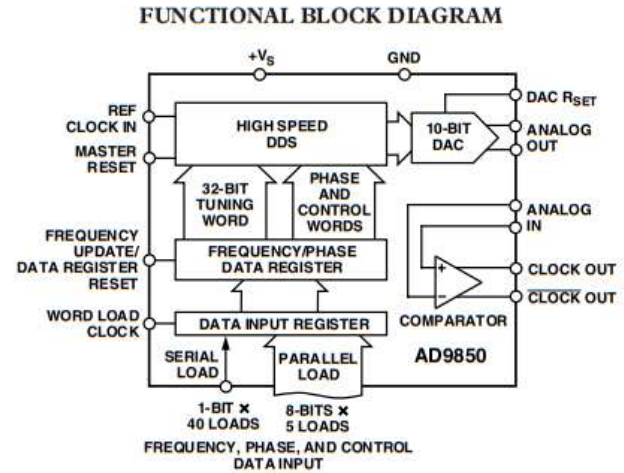 FUNCTIONAL BLOCK DIAGRAM
+VS
GND
REF
CLOCK IN
MASTER
RESET
HIGH SPEED
DDS
10-BIT
DAC
DAC RSET
ANALOG
OUT
32-BIT
TUNING
WORD
PHASE
AND
CONTROL
WORDS
FREQUENCY
UPDATE/
DATA REGISTER
RESET
FREQUENCY/PHASE
DATA REGISTER
ANALOG
IN
+
−
CLOCK OUT
CLOCK OUT
COMPARATOR
WORD LOAD
CLOCK
DATA INPUT REGISTER
SERIAL
LOAD
PARALLEL
LOAD
AD9850
1-BIT ×
40 LOADS
8-BITS ×
5 LOADS
FREQUENCY, PHASE, AND CONTROL
DATA INPUT